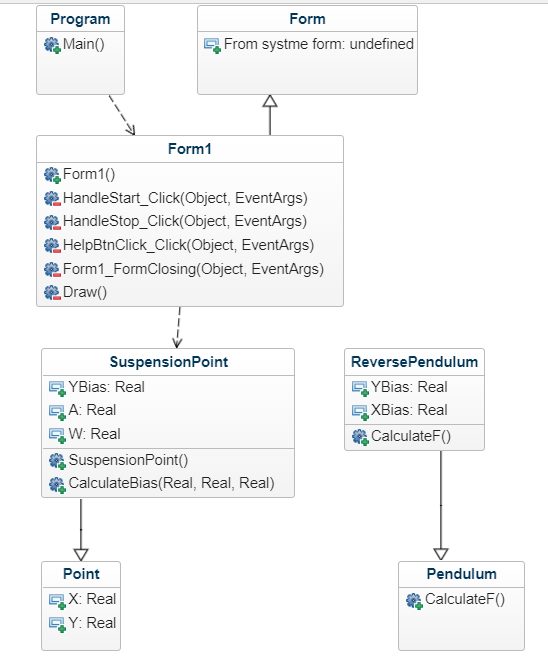 Program
Main()
Form
From systme form: undefined
Form1
Form1()
HandleStart_Click(Object, EventArgs)
HandleStop_Click(Object, EventArgs)
HelpBtnClick_Click(Object, EventArgs)
Form1_FormClosing(Object, EventArgs)
Draw()
SuspensionPoint
YBias: Real
A: Real
W: Real
SuspensionPoint()
CalculateBias(Real, Real, Real)
ReversePendulum
YBias: Real
XBias: Real
CalculateF()
Point
X: Real
Y: Real
Pendulum
CalculateF()